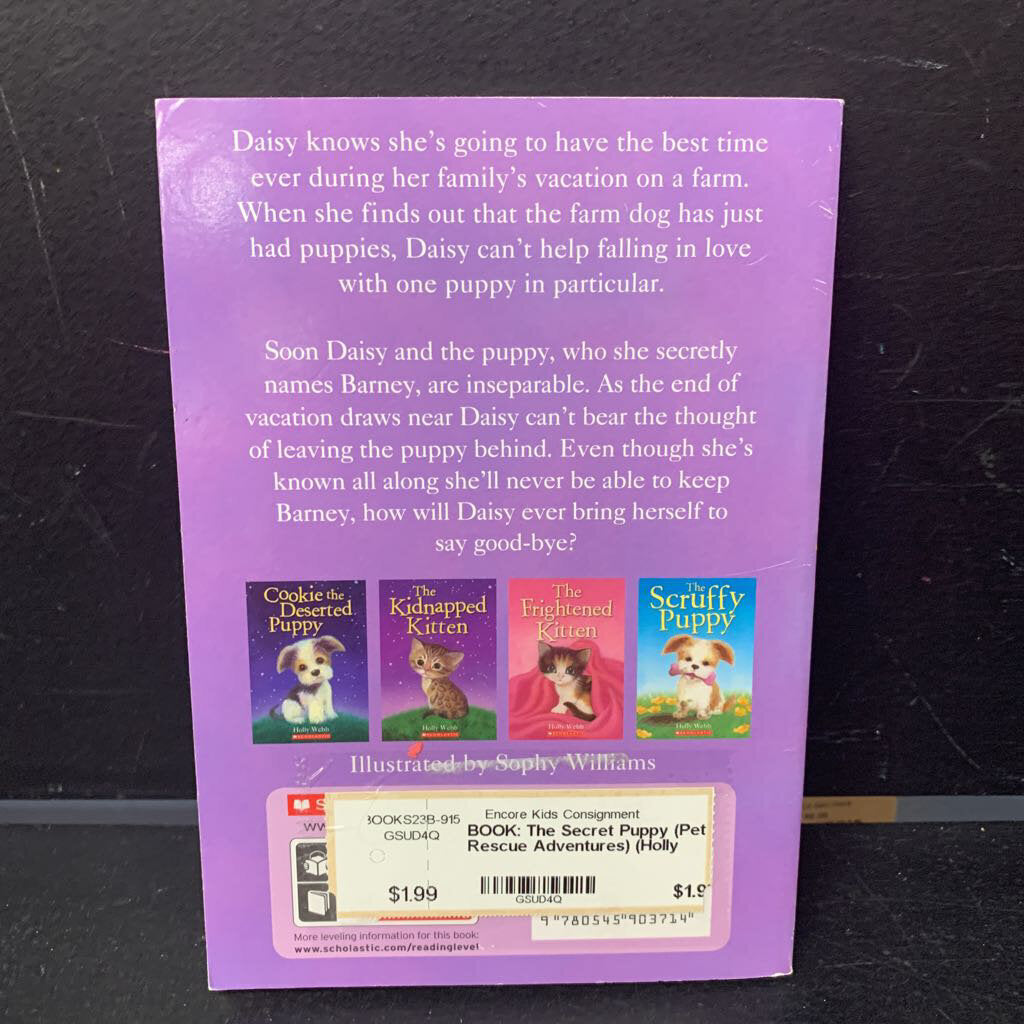 Daisy knows she's going to have the best time
ever during her family's vacation on a farm.
When she finds out that the farm dog has just
had puppies, Daisy can't help falling in love
with one puppy in particular.
Soon Daisy and the puppy, who she secretly
names Barney, are inseparable. As the end of
vacation draws near Daisy can't bear the thought
of leaving the puppy behind. Even though she's
known all along she'll never be able to keep
Barney, how will Daisy ever bring herself to
say good-bye?
Cookie the
Deserted
Puppy
Holly Webb
SCHOLASTIC
The
Kidnapped
Kitten
Holly Webb
SCHOLASTIC
The
Frightened
Kitten
Holly Webb
SCHOLASTIC
The
Scruffy
Puppy
Holly Webb
SCHOLASTIC
Illustrated by Sophy Williams
S
ww
BOOKS23B-915
GSUD4Q
Encore Kids Consignment
BOOK: The Secret Puppy (Pet
Rescue Adventures) (Holly
$1.99
GSUD4Q
$1.9
9 780545 903714
More leveling information for this book:
www.scholastic.com/readinglevel